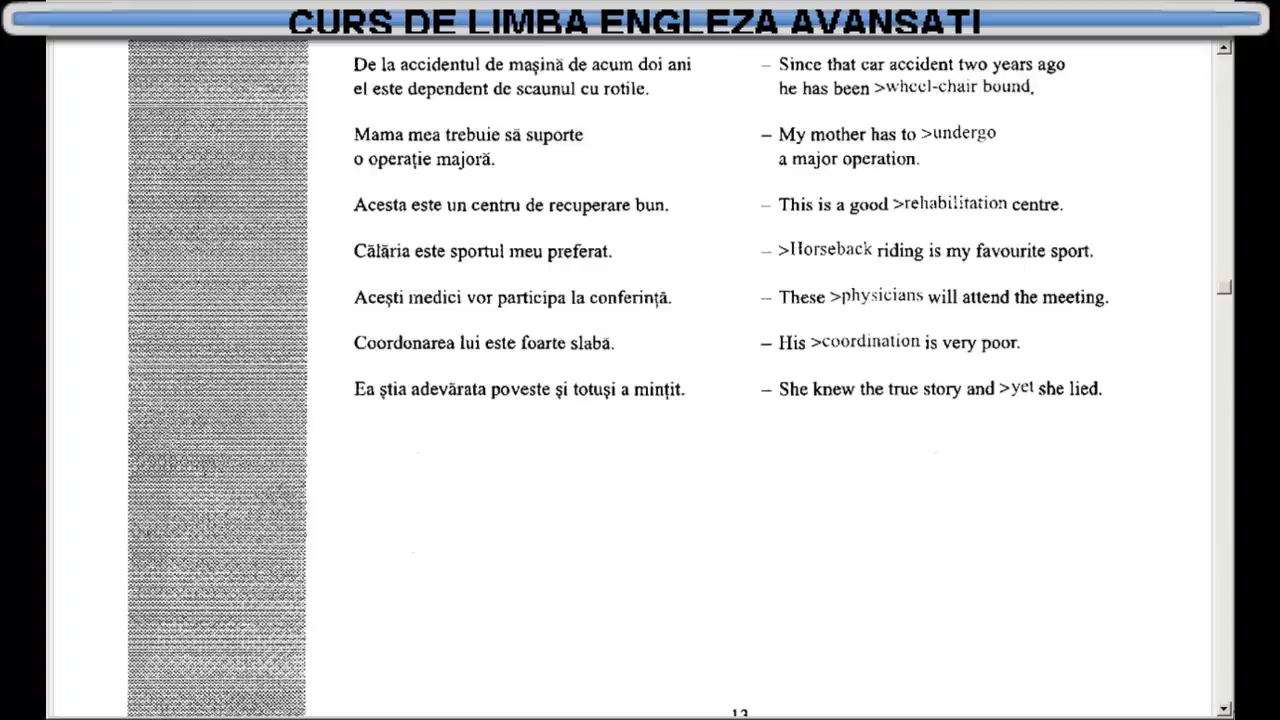 CURS DE LIMBA ENGLEZA AVANSATI
De la accidentul de mașină de acum doi ani – Since that car accident two years ago
el este dependent de scaunul cu rotile. he has been >wheel-chair bound.
Mama mea trebuie să suporte – My mother has to >undergo
o operație majoră. a major operation.
Acesta este un centru de recuperare bun. – This is a good >rehabilitation centre.
Călăria este sportul meu preferat. – >Horseback riding is my favourite sport.
Acești medici vor participa la conferință. – These >physicians will attend the meeting.
Coordonarea lui este foarte slabă. – His >coordination is very poor.
Ea știa adevărata poveste și totuși a mințit. – She knew the true story and >yet she lied.
13